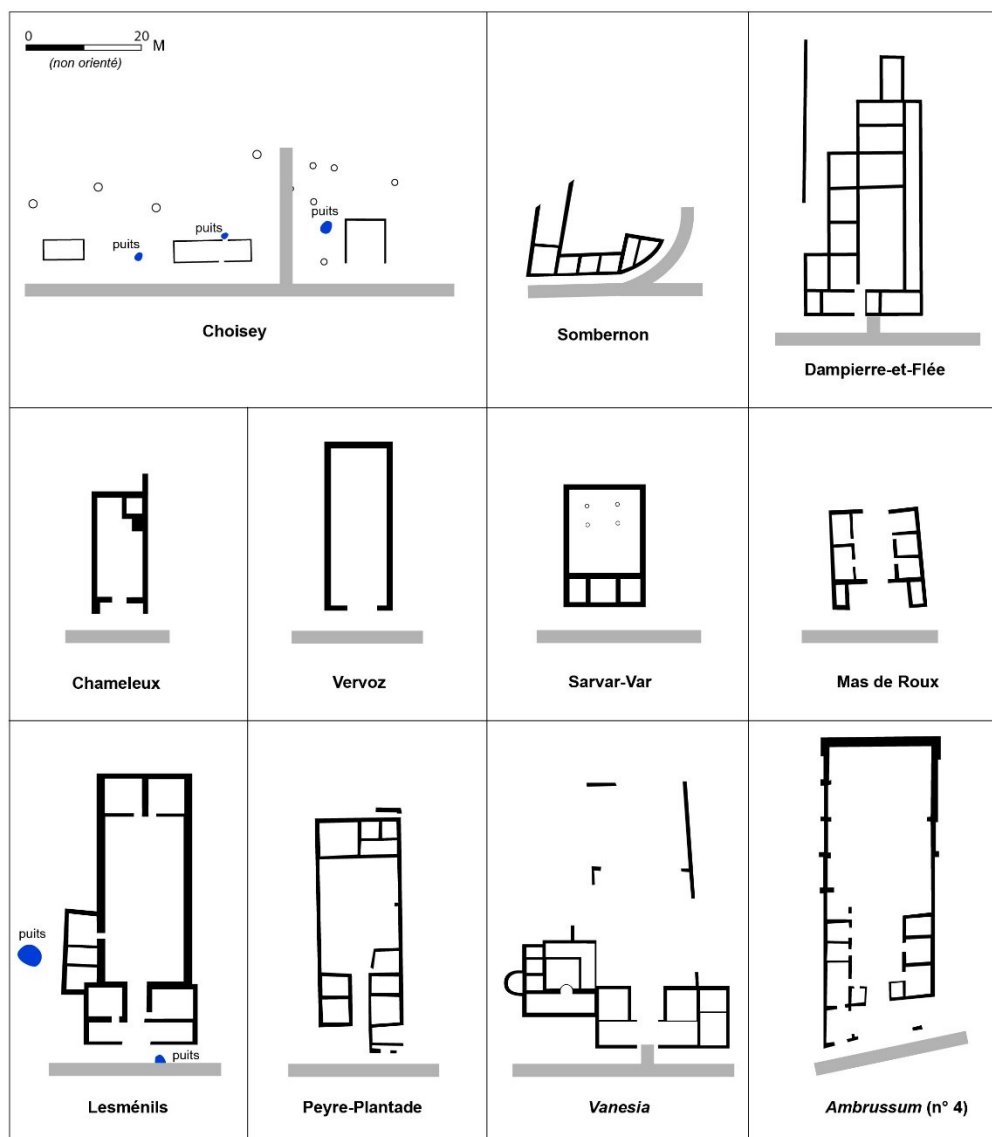 0 20 M
(non orienté)
puits
puits
puits
Choisey
Sombernon
Dampierre-et-Flée
Chameleux
Vervoz
Sarvar-Var
Mas de Roux
puits
puits
Lesménils
Peyre-Plantade
Vanesia
Ambrussum (n° 4)